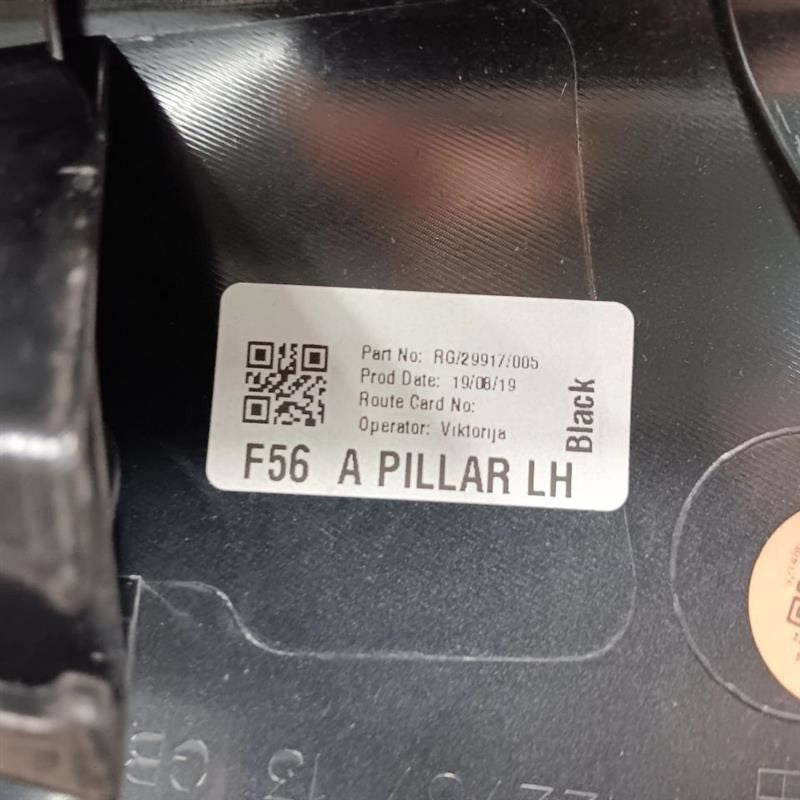 Part No: RG/29917/005
Prod Date: 19/08/19
Route Card No:
Operator: Viktorija
Black
F56 A PILLAR LH